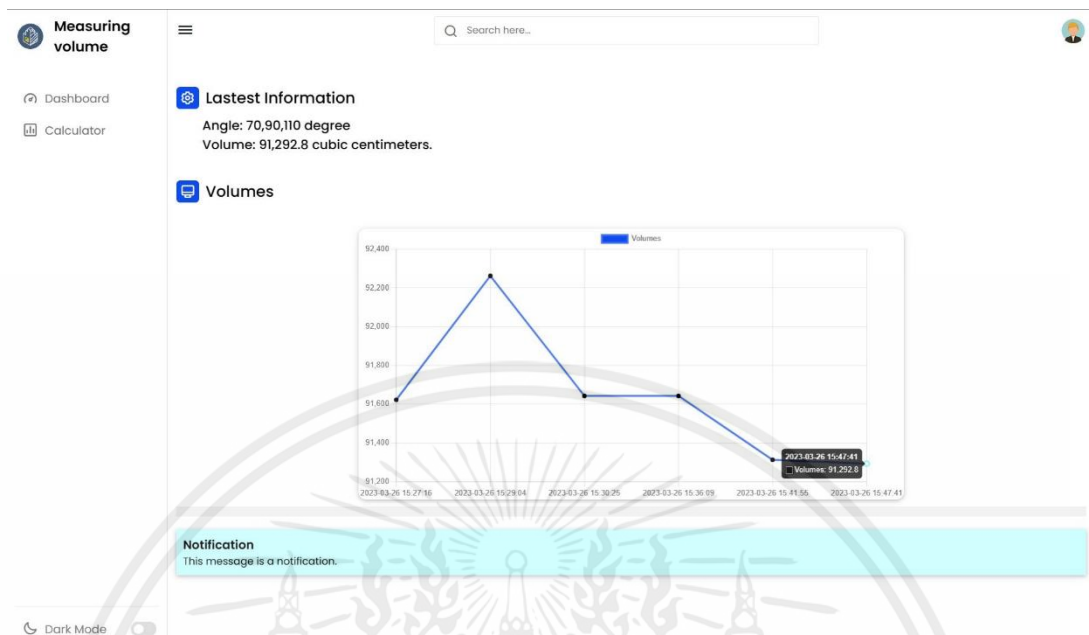 Measuring
volume
Search here...
Dashboard
Calculator
Lastest Information
Angle: 70,90,110 degree
Volume: 91,292.8 cubic centimeters.
Volumes
Volumes
92,400
92,200
92,000
91,800
91,600
91,400
91,200
2023-03-26 15:47:41
Volumes: 91,292.8
2023-03-26 15:27:16 2023-03-26 15:29:04 2023-03-26 15:30:25 2023-03-26 15:36:09 2023-03-26 15:41:55 2023-03-26 15:47:41
Notification
This message is a notification.
Dark Mode